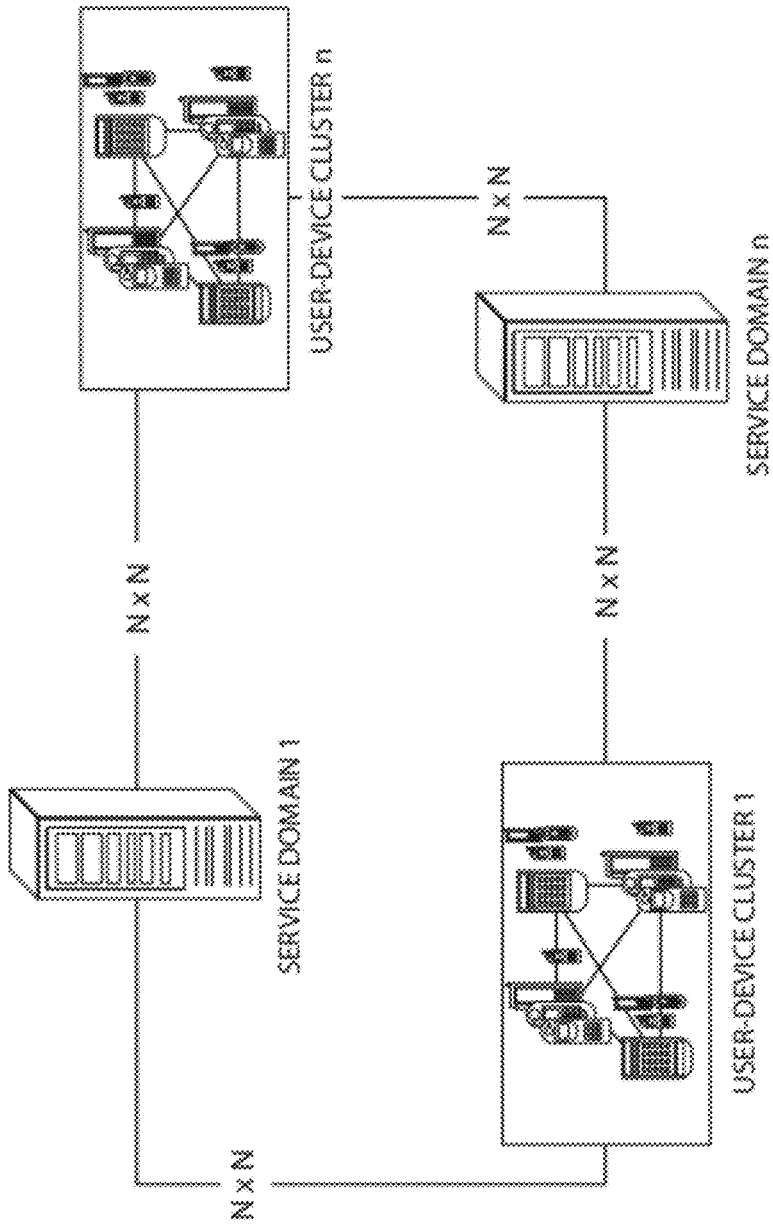 N x N
N x N
SERVICE DOMAIN 1
USER-DEVICE CLUSTER n
N x N
N x N
USER-DEVICE CLUSTER 1
SERVICE DOMAIN n